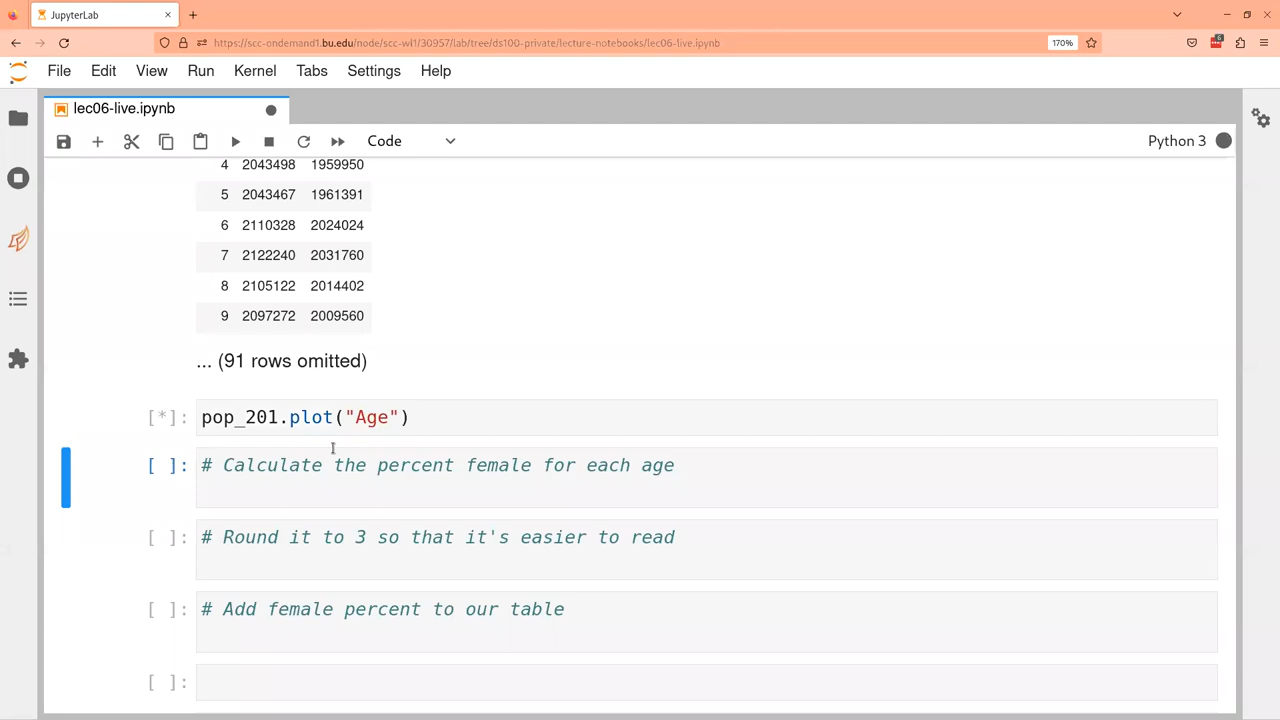 JupyterLab
https://scc-ondemand1.bu.edu/node/scc-wl1/30957/lab/tree/ds100-private/lecture-notebooks/lec06-live.ipynb
170%
6
File Edit View Run Kernel Tabs Settings Help
lec06-live.ipynb
Code
Python 3
4 2043498 1959950
5 2043467 1961391
6 2110328 2024024
7 2122240 2031760
8 2105122 2014402
9 2097272 2009560
... (91 rows omitted)
[*]: pop_201.plot("Age")
[ ]: # Calculate the percent female for each age
[ ]: # Round it to 3 so that it's easier to read
[ ]: # Add female percent to our table
[ ]: